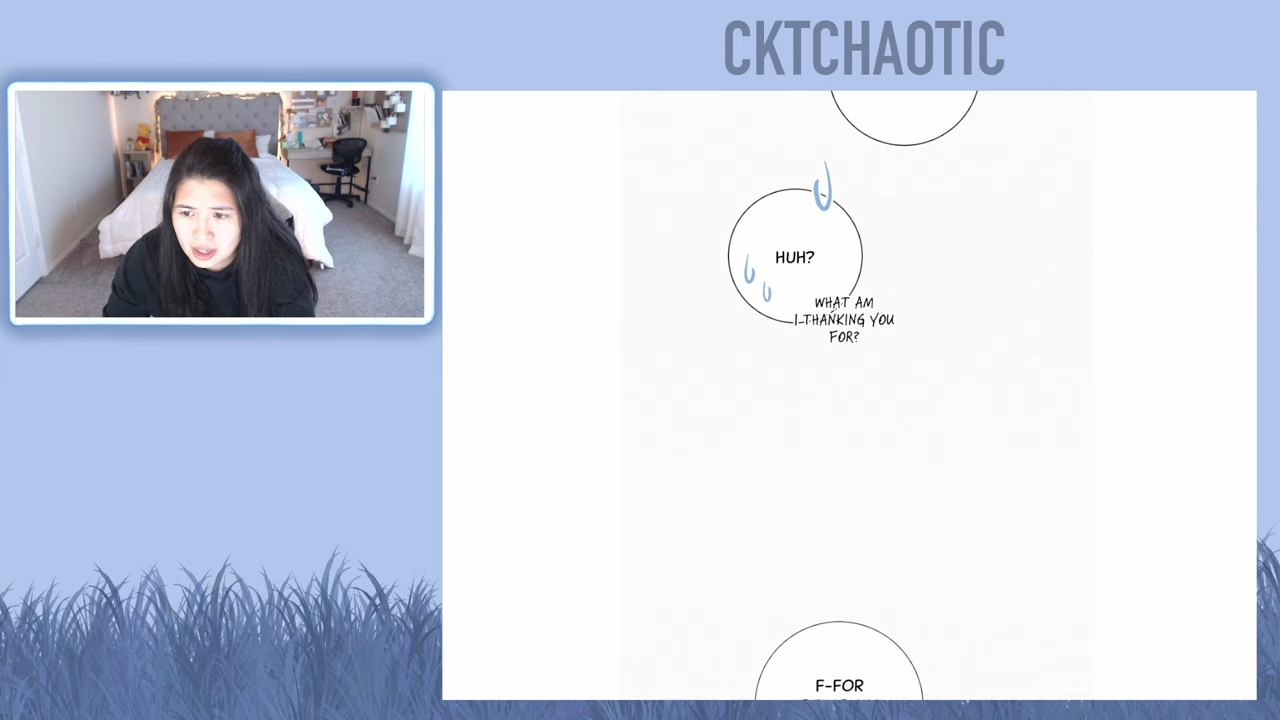 CKTCHAOTIC
HUH?
WHAT AM
I THANKING YOU
FOR?
F-FOR